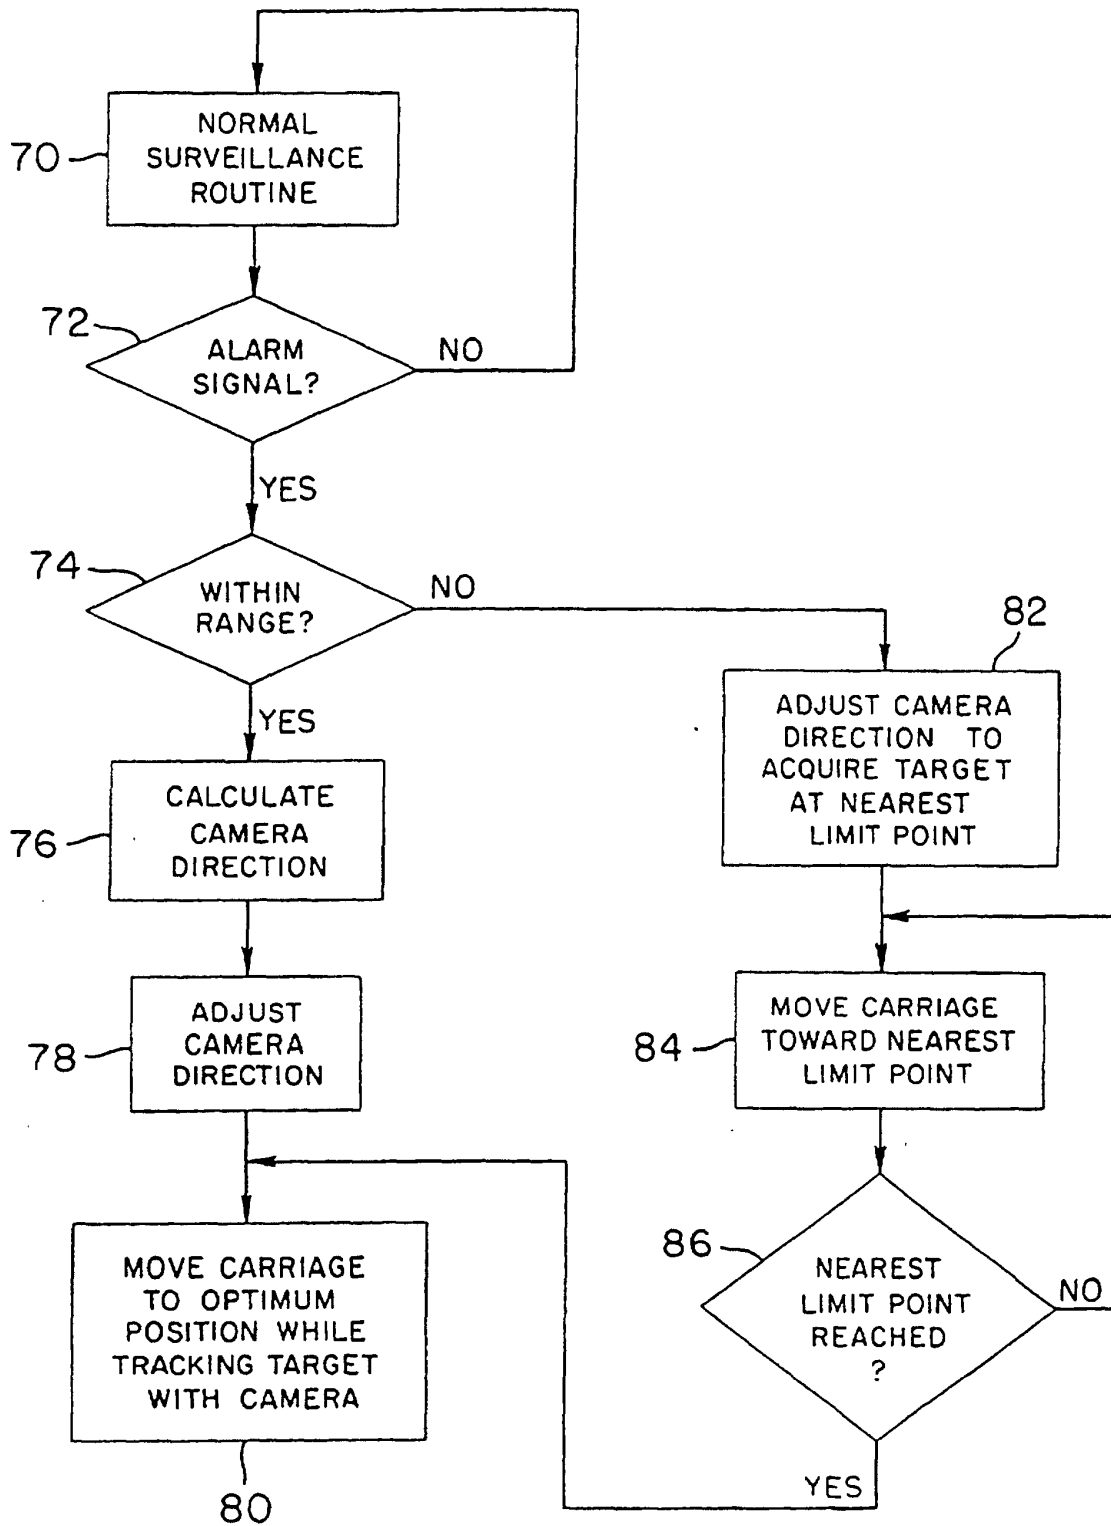 70
NORMAL
SURVEILLANCE
ROUTINE
72
ALARM
SIGNAL?
NO
YES
74
WITHIN
RANGE?
NO
YES
76
CALCULATE
CAMERA
DIRECTION
78
ADJUST
CAMERA
DIRECTION
80
MOVE CARRIAGE
TO OPTIMUM
POSITION WHILE
TRACKING TARGET
WITH CAMERA
82
ADJUST CAMERA
DIRECTION TO
ACQUIRE TARGET
AT NEAREST
LIMIT POINT
84
MOVE CARRIAGE
TOWARD NEAREST
LIMIT POINT
86
NEAREST
LIMIT POINT
REACHED
?
NO
YES